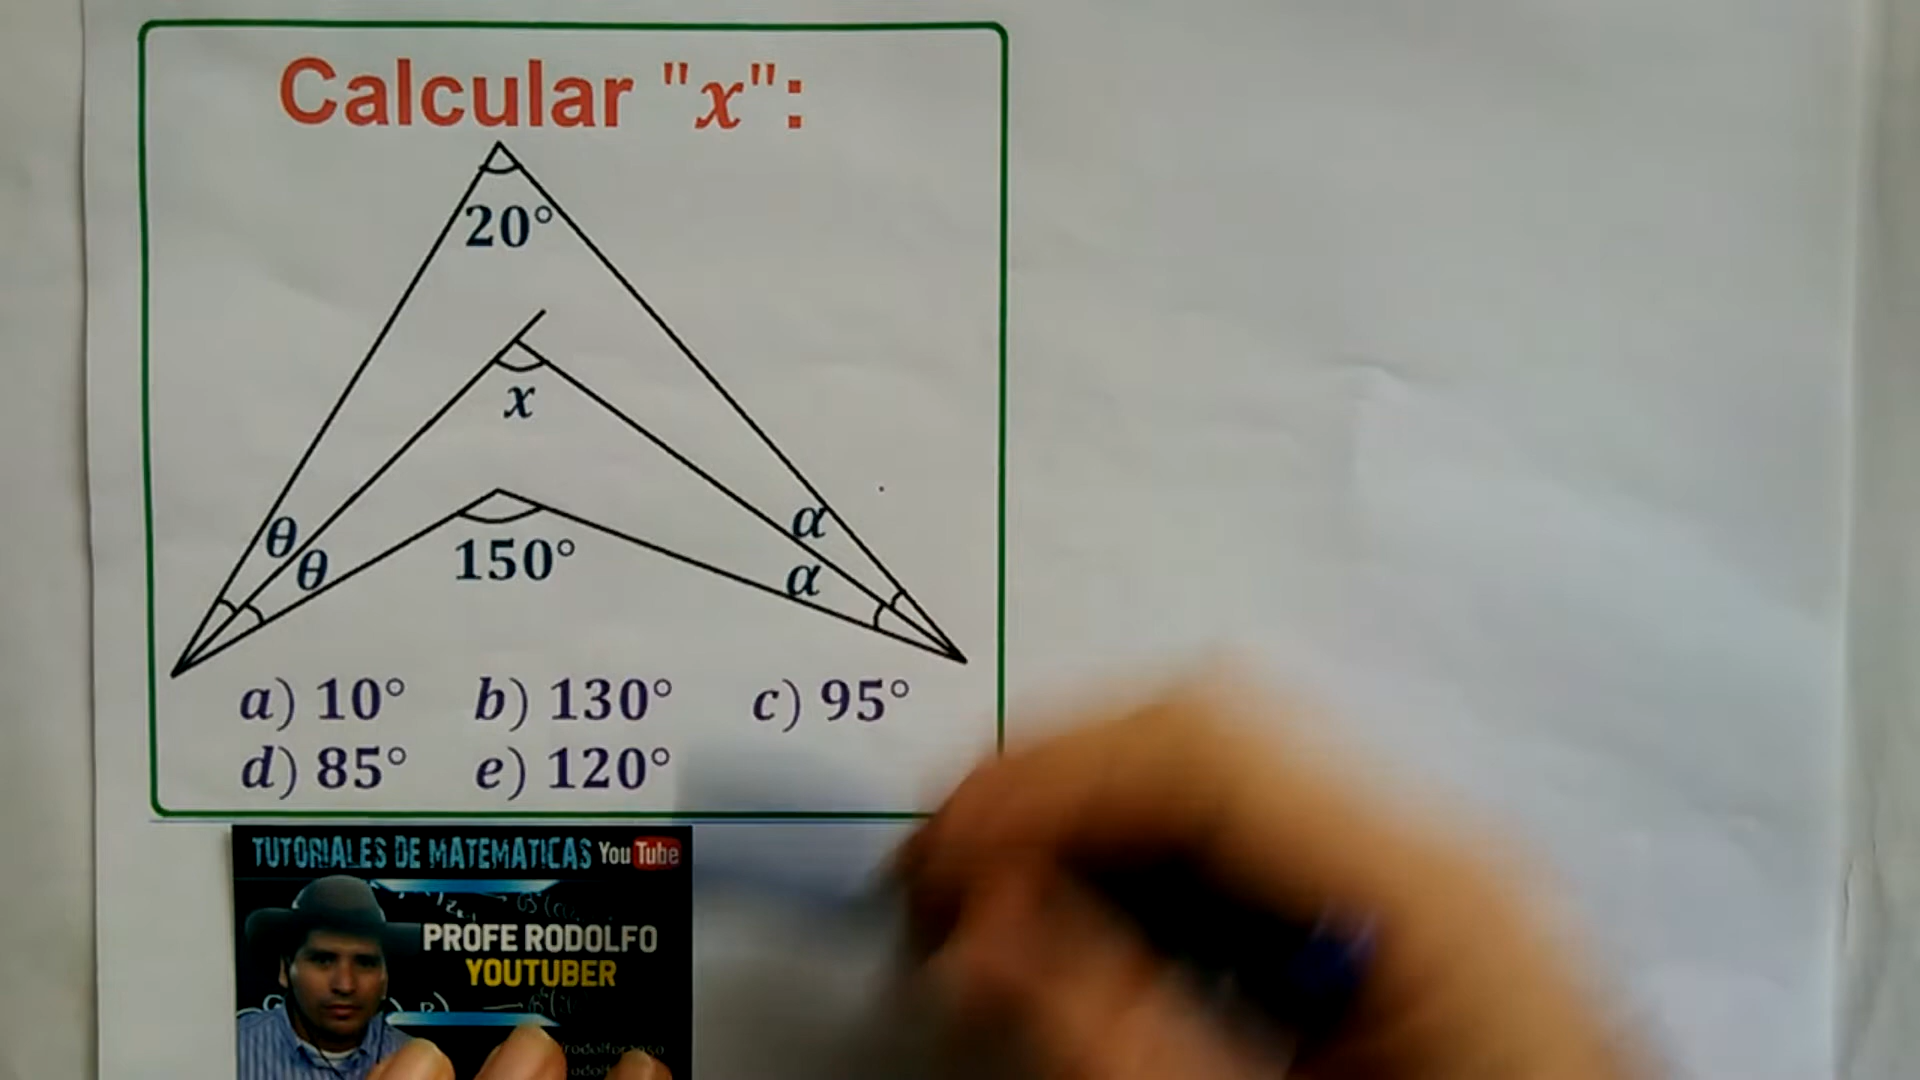 Calcular "x":
20°
x
θ
θ
150°
α
α
a) 10° b) 130° c) 95°
d) 85° e) 120°
TUTORIALES DE MATEMATICAS YouTube
PROFE RODOLFO
YOUTUBER